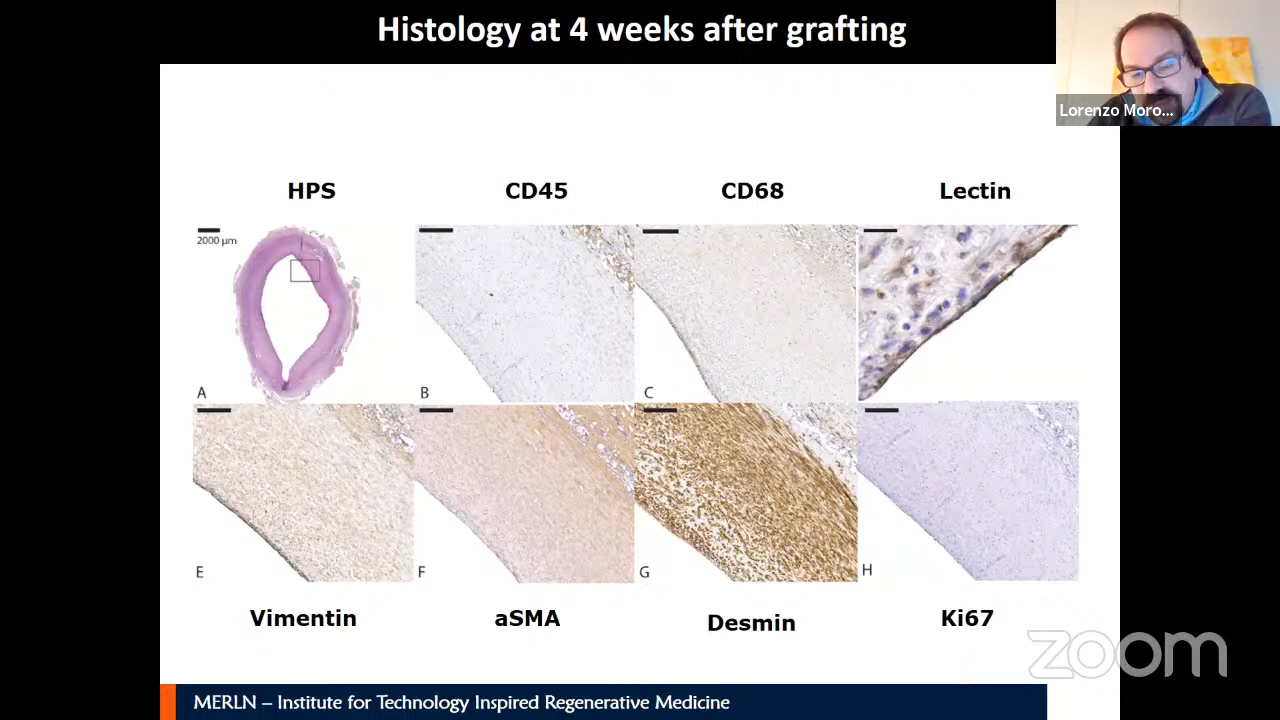 Histology at 4 weeks after grafting
Lorenzo Moro...
HPS
CD45
CD68
Lectin
2000 µm
A
B
C
E
F
G
H
Vimentin
aSMA
Desmin
Ki67
zoom
MERLN – Institute for Technology Inspired Regenerative Medicine